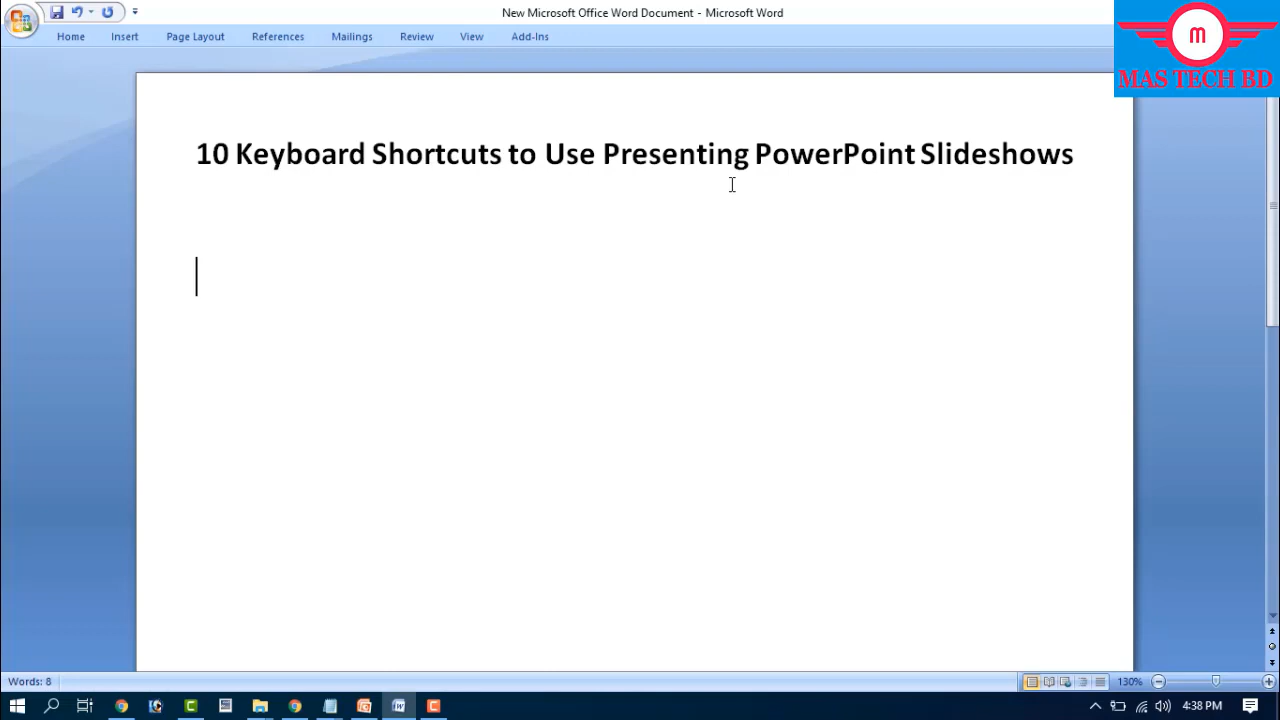 New Microsoft Office Word Document - Microsoft Word
Home Insert Page Layout References Mailings Review View Add-Ins
m
MAS TECH BD
10 Keyboard Shortcuts to Use Presenting PowerPoint Slideshows
Words: 8
130%
4:38 PM